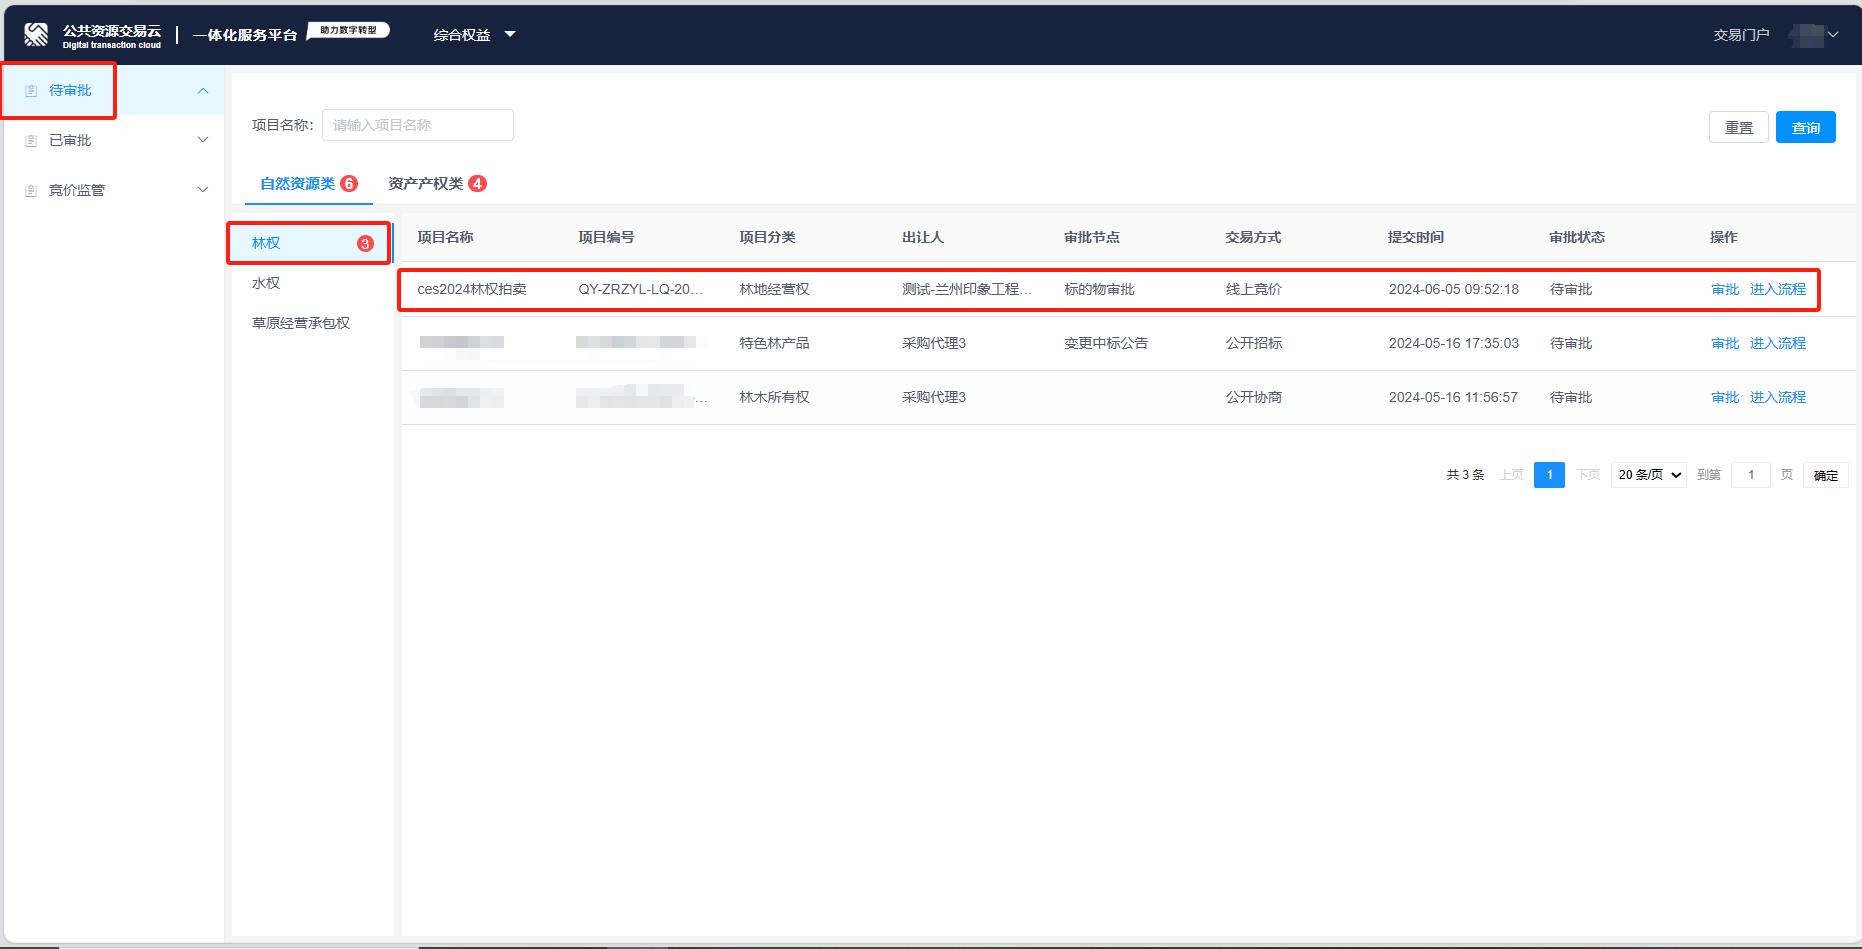 公共资源交易云
Digital transaction cloud
一体化服务平台
助力数字转型
综合权益
交易门户
待审批
已审批
竞价监管
项目名称：
请输入项目名称
重置
查询
自然资源类 6
资产产权类 4
林权 3
水权
草原经营承包权
项目名称 项目编号 项目分类 出让人 审批节点 交易方式 提交时间 审批状态 操作
ces2024林权拍卖 QY-ZRZYL-LQ-20... 林地经营权 测试-兰州印象工程... 标的物审批 线上竞价 2024-06-05 09:52:18 待审批 审批 进入流程
特色林产品 采购代理3 变更中标公告 公开招标 2024-05-16 17:35:03 待审批 审批 进入流程
... 林木所有权 采购代理3 公开协商 2024-05-16 11:56:57 待审批 审批 进入流程
共 3 条 上页 1 下页 20 条/页 到第 1 页 确定